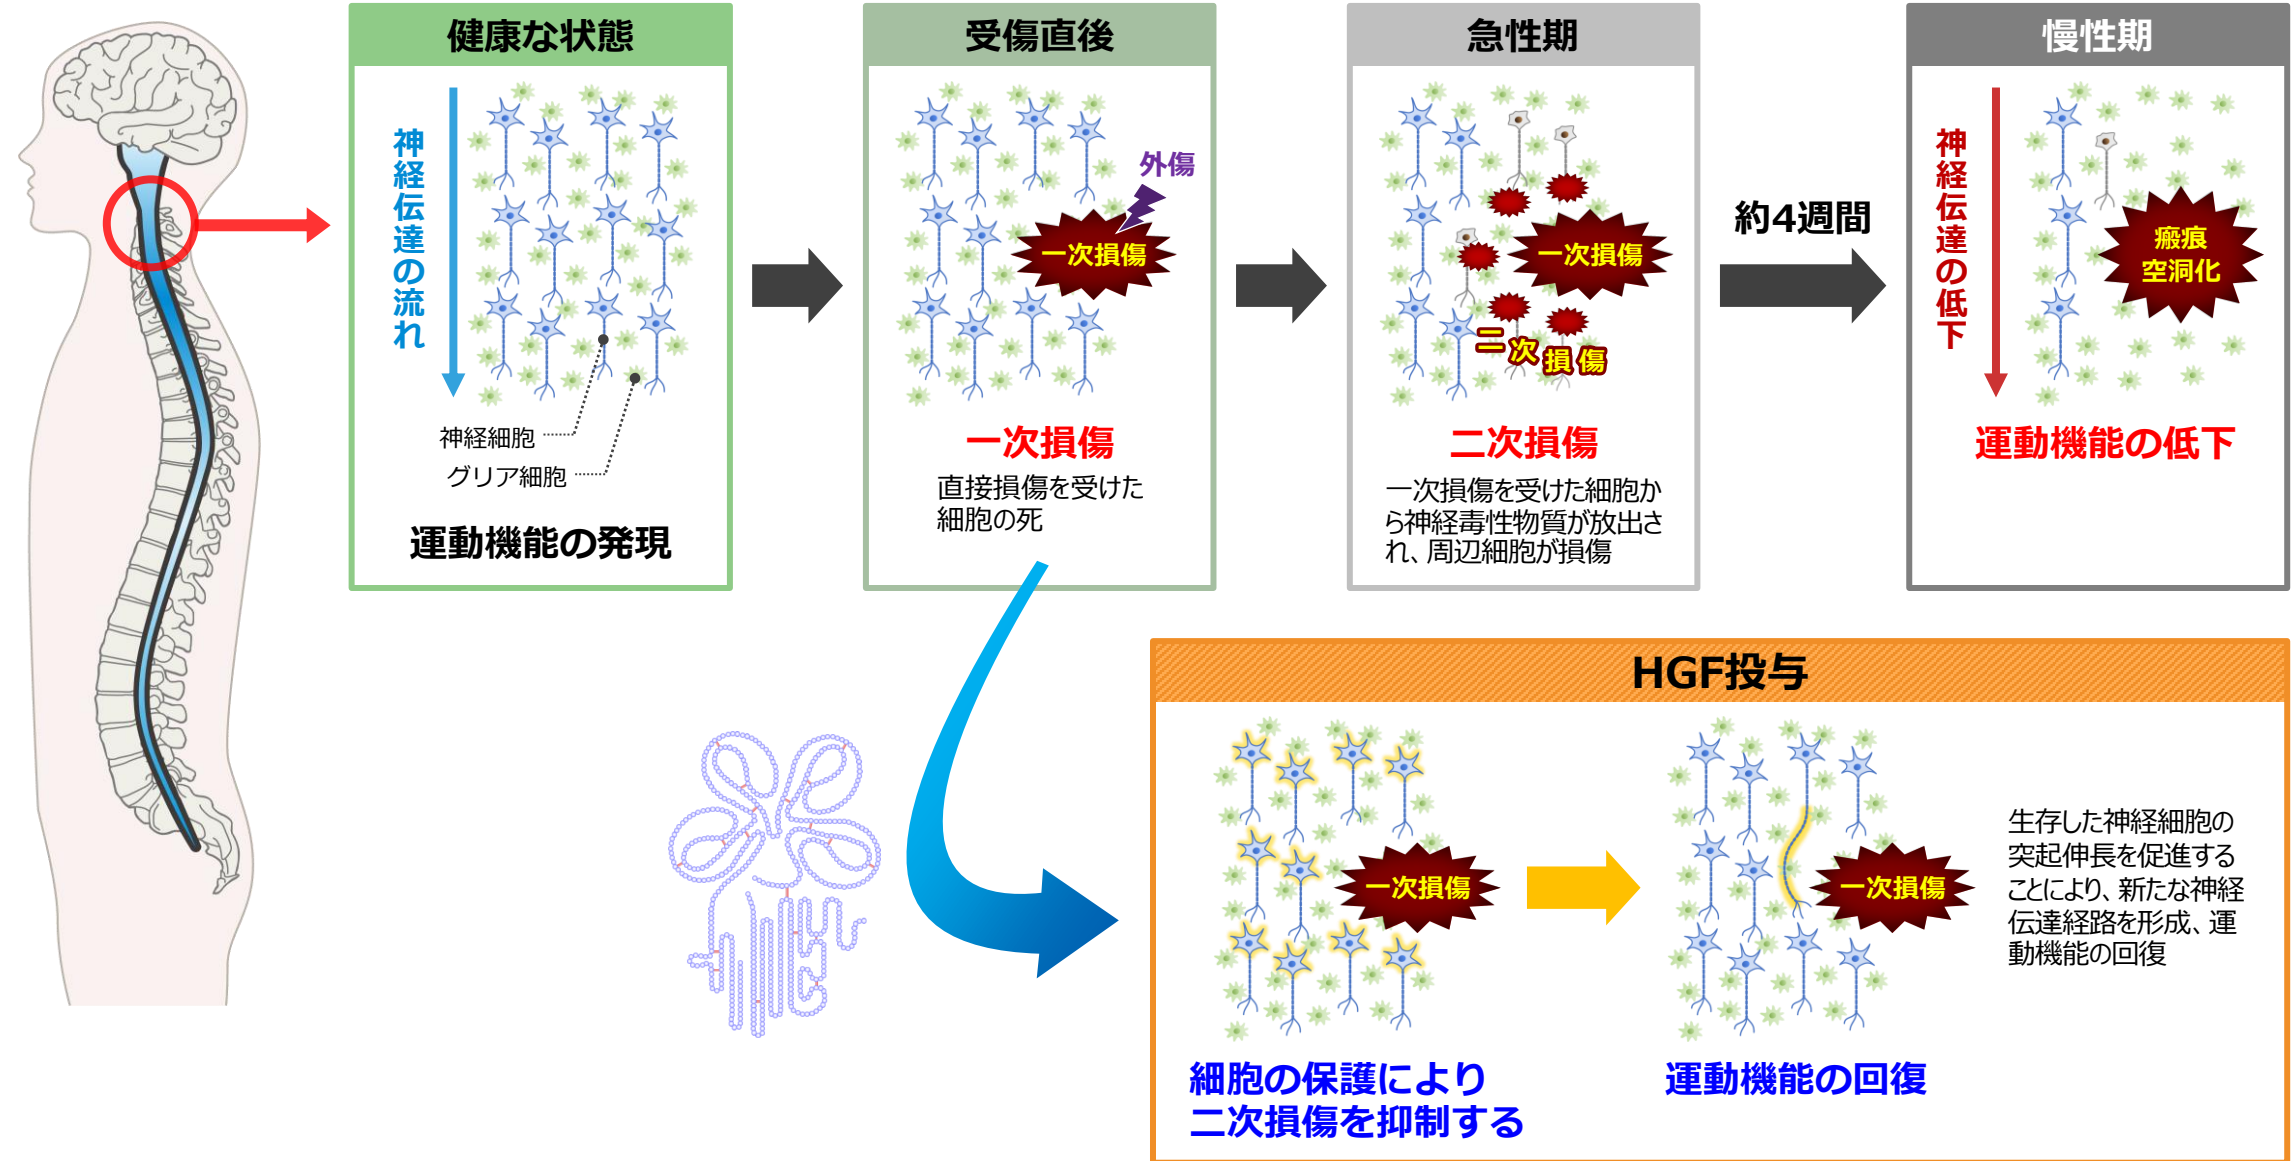 健康な状態
神経伝達の流れ
神経細胞
グリア細胞
運動機能の発現
受傷直後
外傷
一次損傷
一次損傷
直接損傷を受けた
細胞の死
急性期
一次損傷
二次損傷
二次損傷
一次損傷を受けた細胞か
ら神経毒性物質が放出さ
れ、周辺細胞が損傷
約4週間
慢性期
神経伝達の低下
瘢痕
空洞化
運動機能の低下
HGF投与
一次損傷
細胞の保護により
二次損傷を抑制する
一次損傷
運動機能の回復
生存した神経細胞の
突起伸長を促進する
ことにより、新たな神経
伝達経路を形成、運
動機能の回復